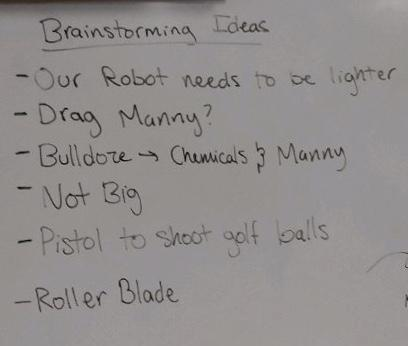 Brainstorming Ideas
- Our Robot needs to be lighter
- Drag Manny?
- Bulldoze → Chemicals & Manny
- Not Big
- Pistol to shoot golf balls
- Roller Blade